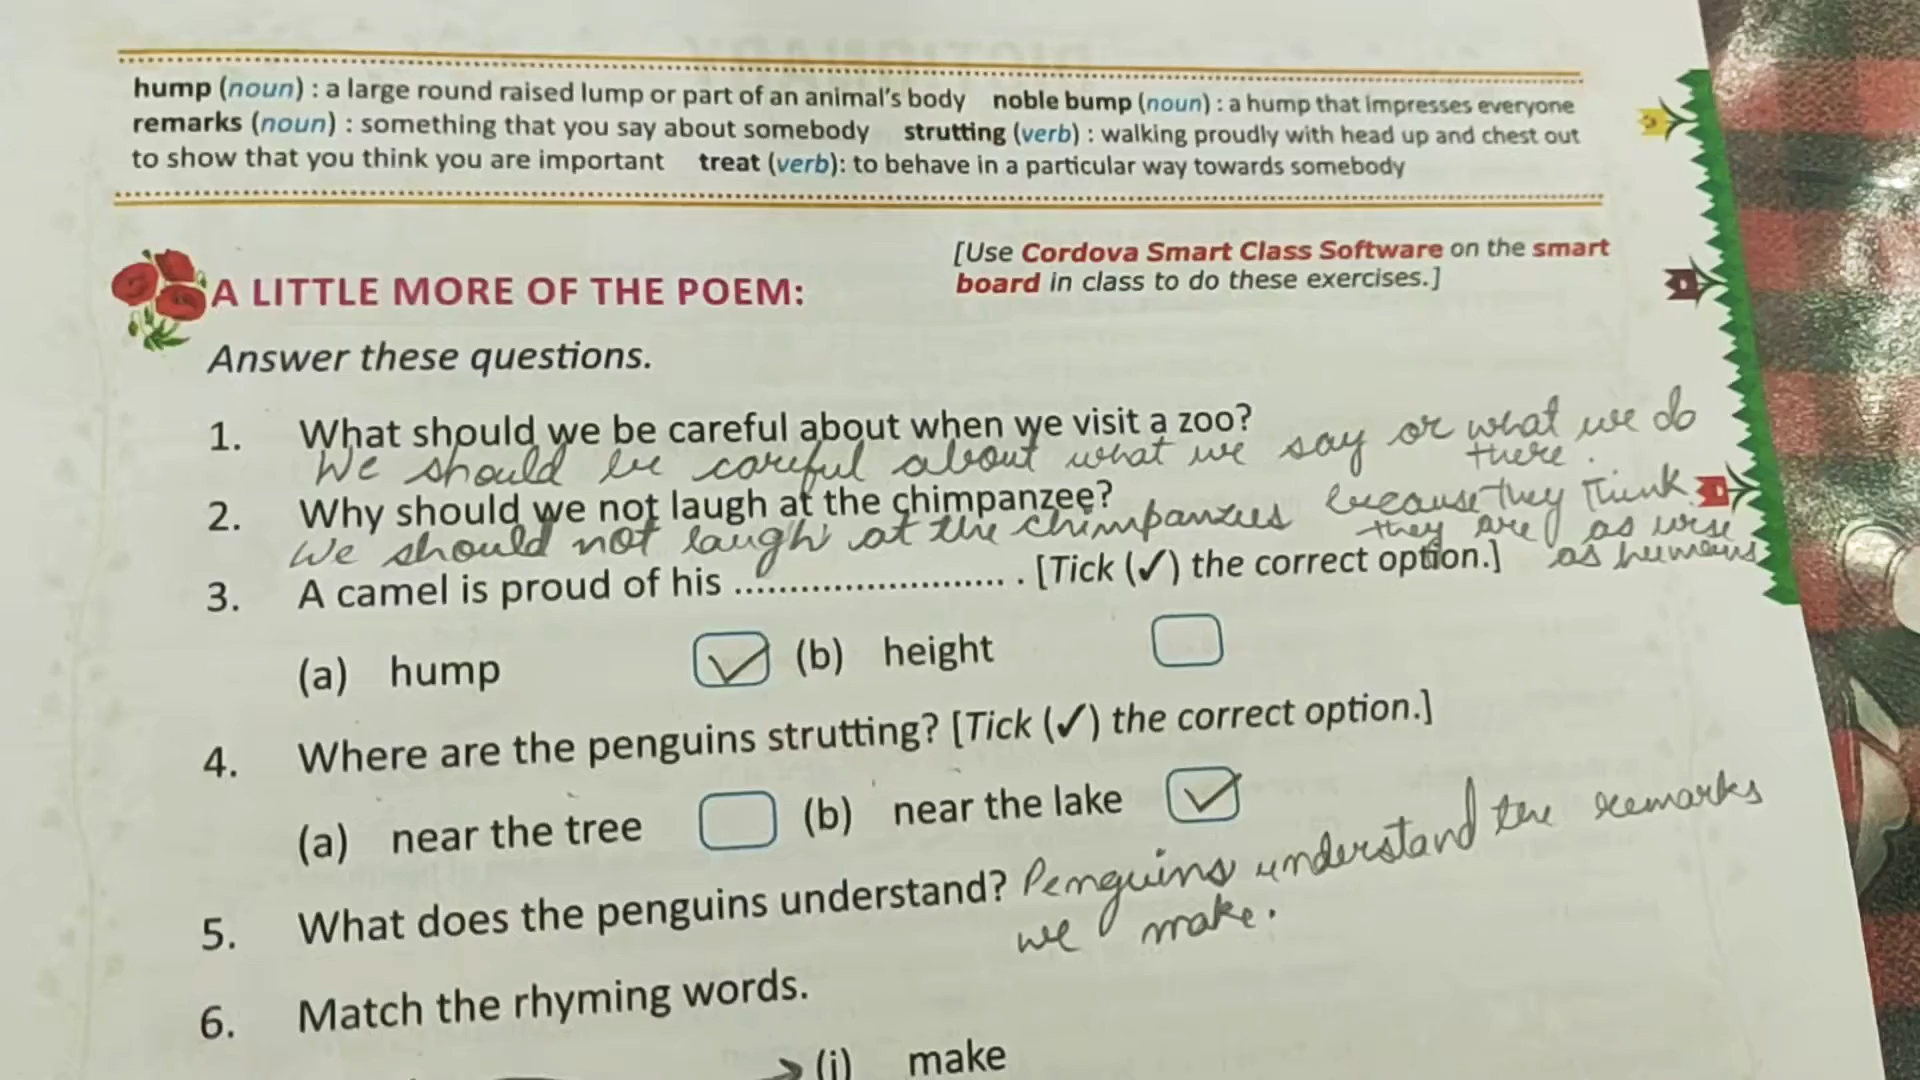 hump (noun) : a large round raised lump or part of an animal's body noble bump (noun) : a hump that impresses everyone
remarks (noun) : something that you say about somebody strutting (verb) : walking proudly with head up and chest out
to show that you think you are important treat (verb): to behave in a particular way towards somebody
[Use Cordova Smart Class Software on the smart
board in class to do these exercises.]
A LITTLE MORE OF THE POEM:
Answer these questions.
1. What should we be careful about when we visit a zoo?
We should be careful about what we say or what we do
there.
2. Why should we not laugh at the chimpanzee?
We should not laugh at the chimpanzees because they think
they are as wise
as humans
3. A camel is proud of his ........................ . [Tick (✓) the correct option.]
(a) hump ✓ (b) height
4. Where are the penguins strutting? [Tick (✓) the correct option.]
(a) near the tree (b) near the lake ✓
5. What does the penguins understand? Penguins understand the remarks
we make.
6. Match the rhyming words.
(i) make